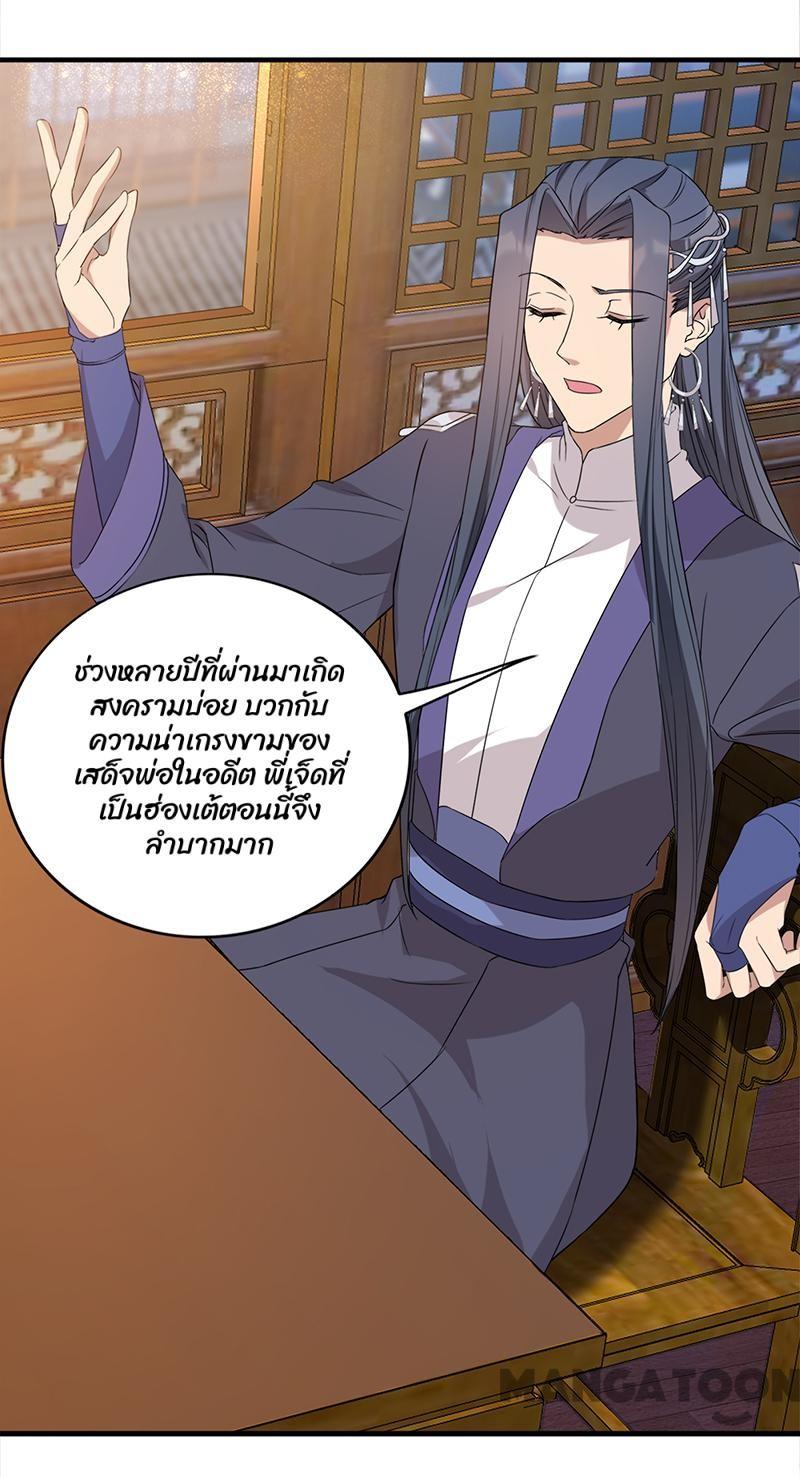 ช่วงหลายปีที่ผ่านมาเกิด
สงครามบ่อย บวกกับ
ความน่าเกรงขามของ
เสด็จพ่อในอดีต พี่เจ็ดที่
เป็นฮ่องเต้ตอนนี้จึง
ลำบากมาก
MANGATOON